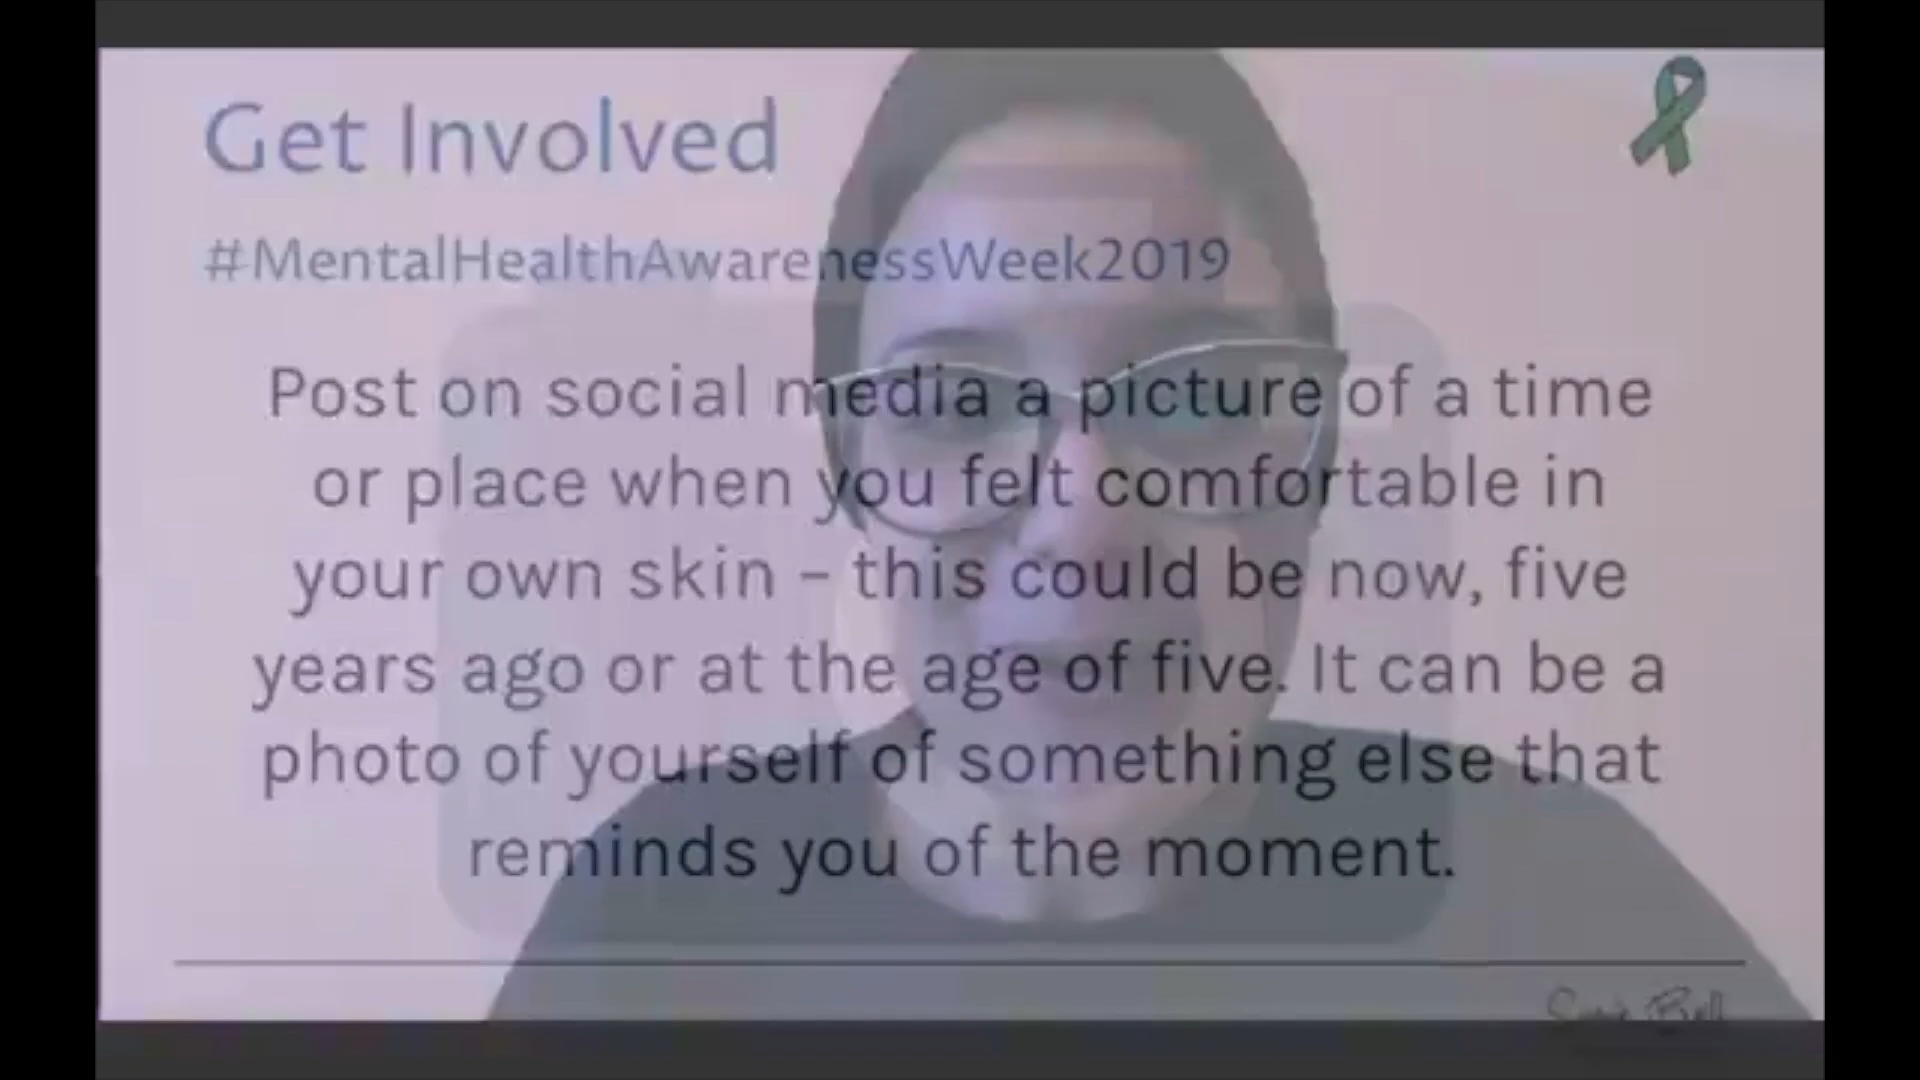 Get Involved
#MentalHealthAwarenessWeek2019
Post on social media a picture of a time
or place when you felt comfortable in
your own skin – this could be now, five
years ago or at the age of five. It can be a
photo of yourself of something else that
reminds you of the moment.